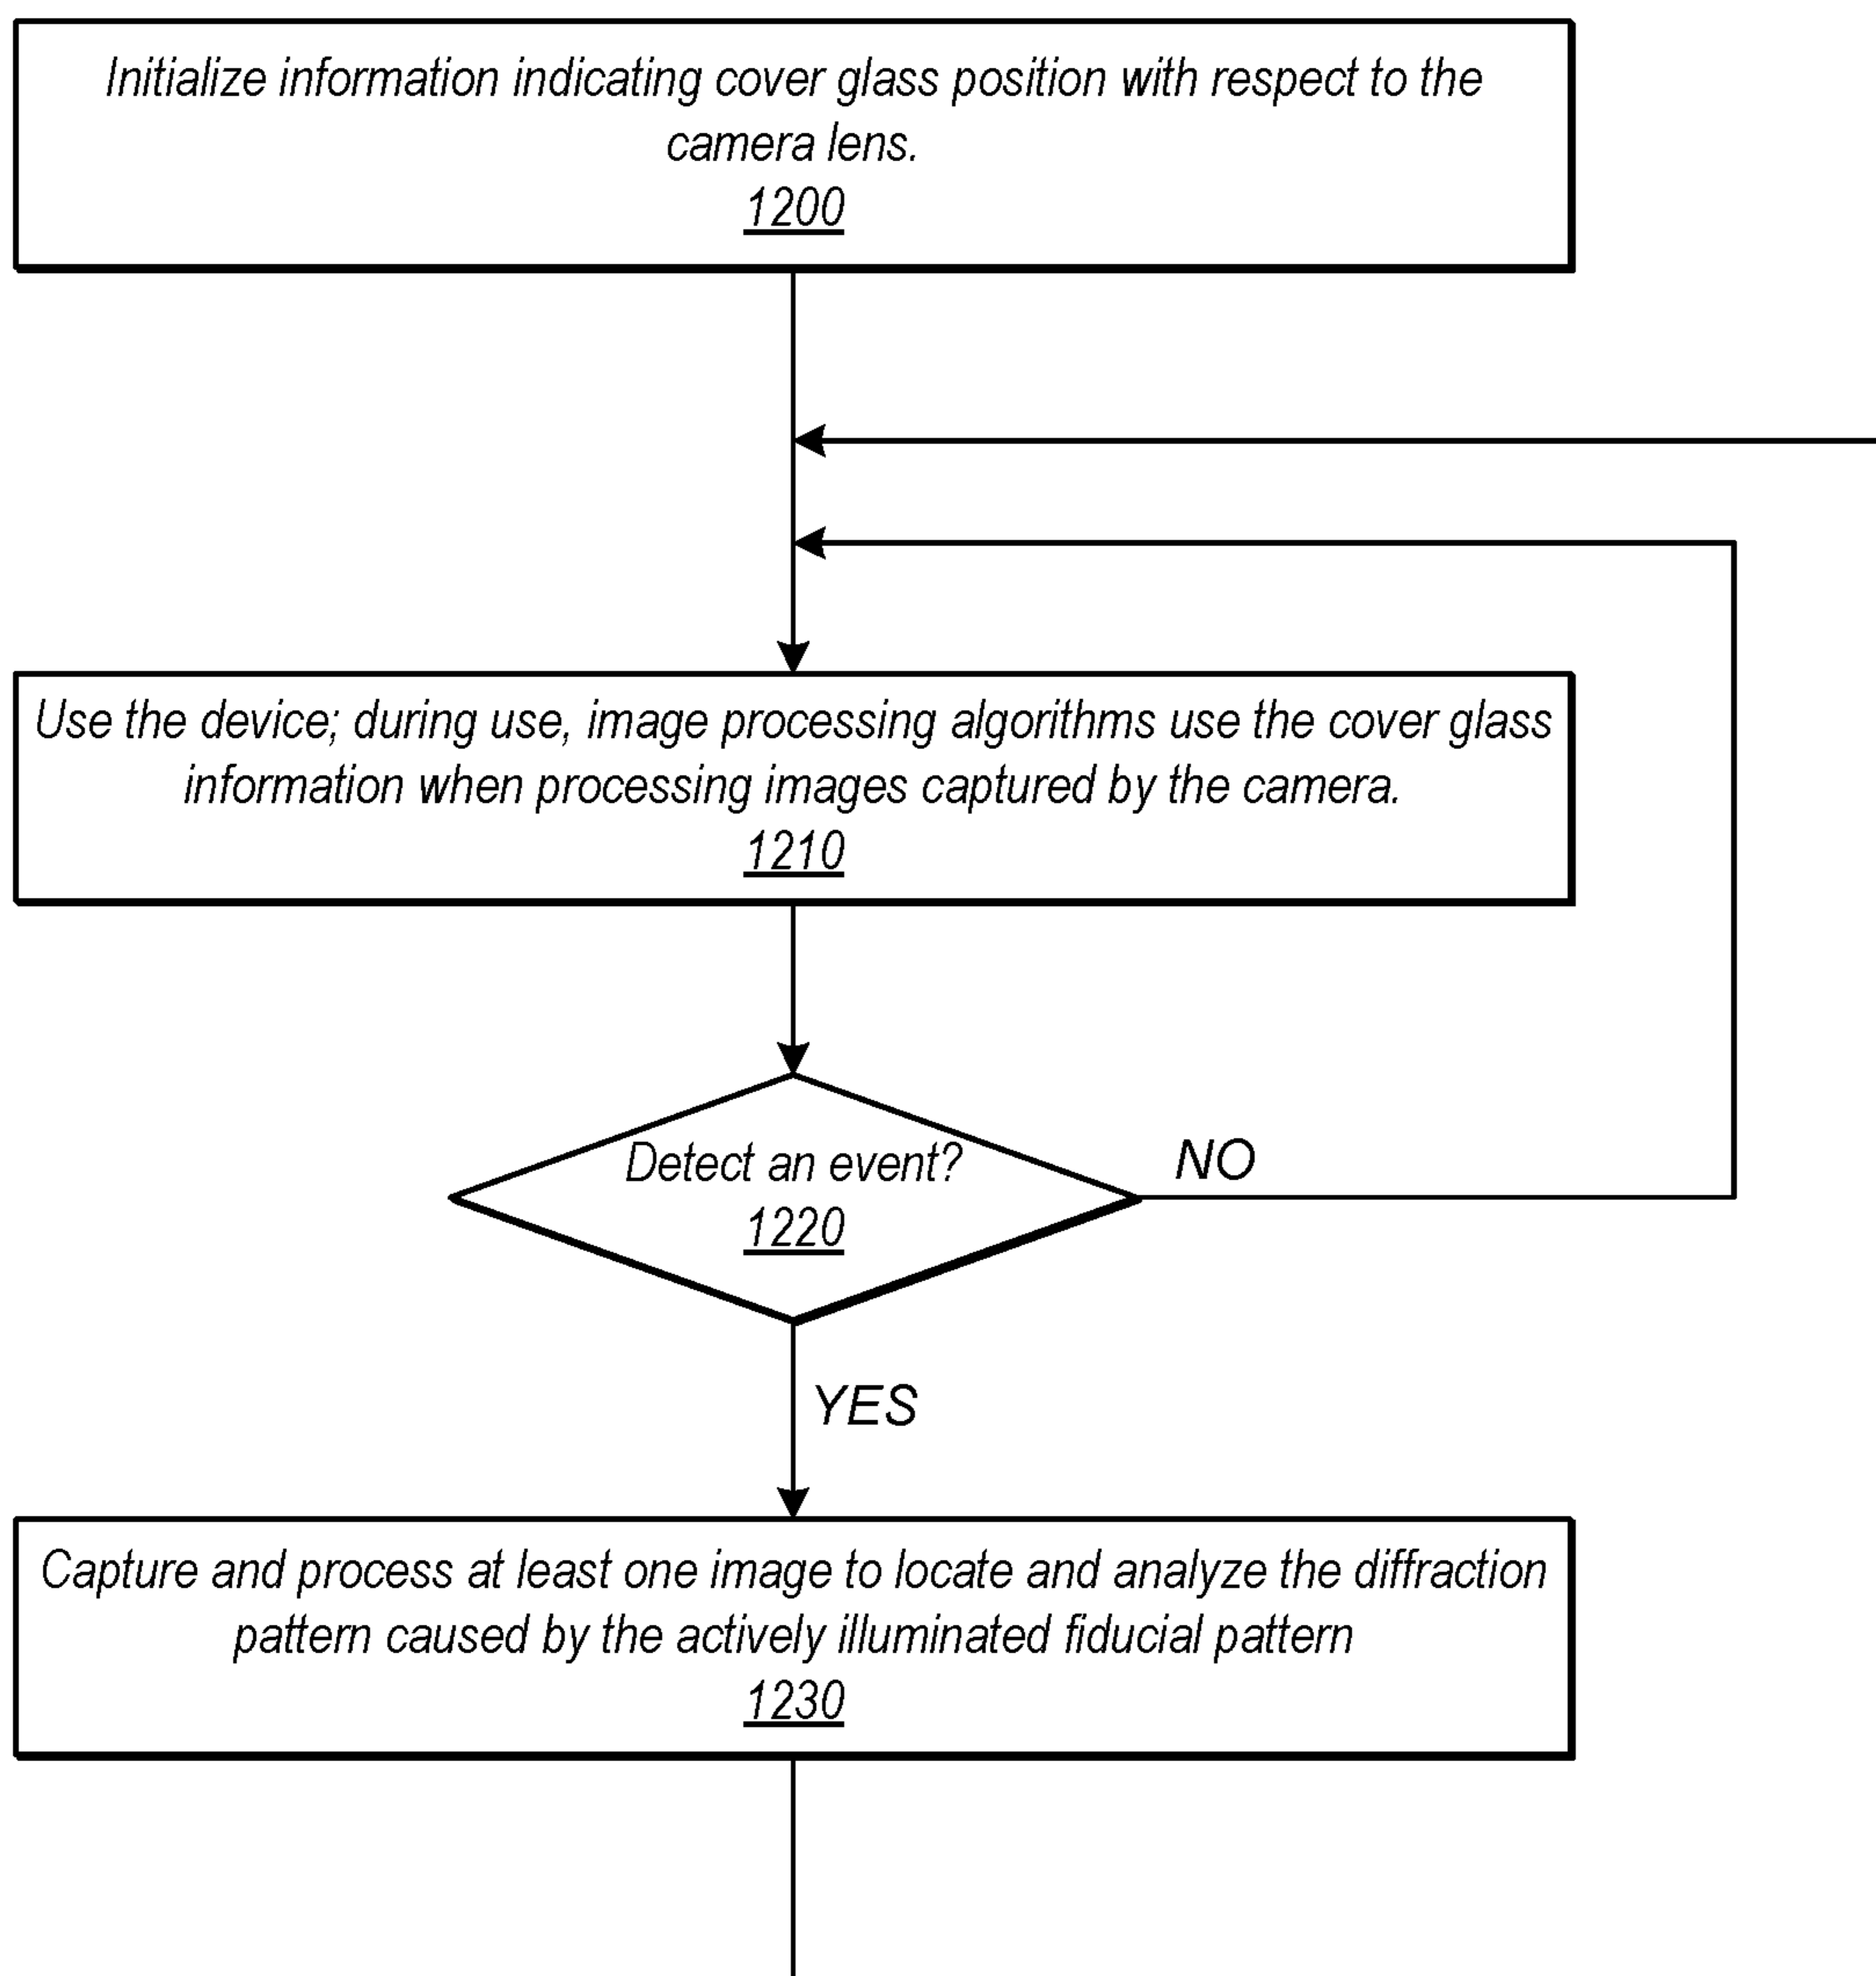 Initialize information indicating cover glass position with respect to the
camera lens.
1200
Use the device; during use, image processing algorithms use the cover glass
information when processing images captured by the camera.
1210
Detect an event?
1220
NO
YES
Capture and process at least one image to locate and analyze the diffraction
pattern caused by the actively illuminated fiducial pattern
1230